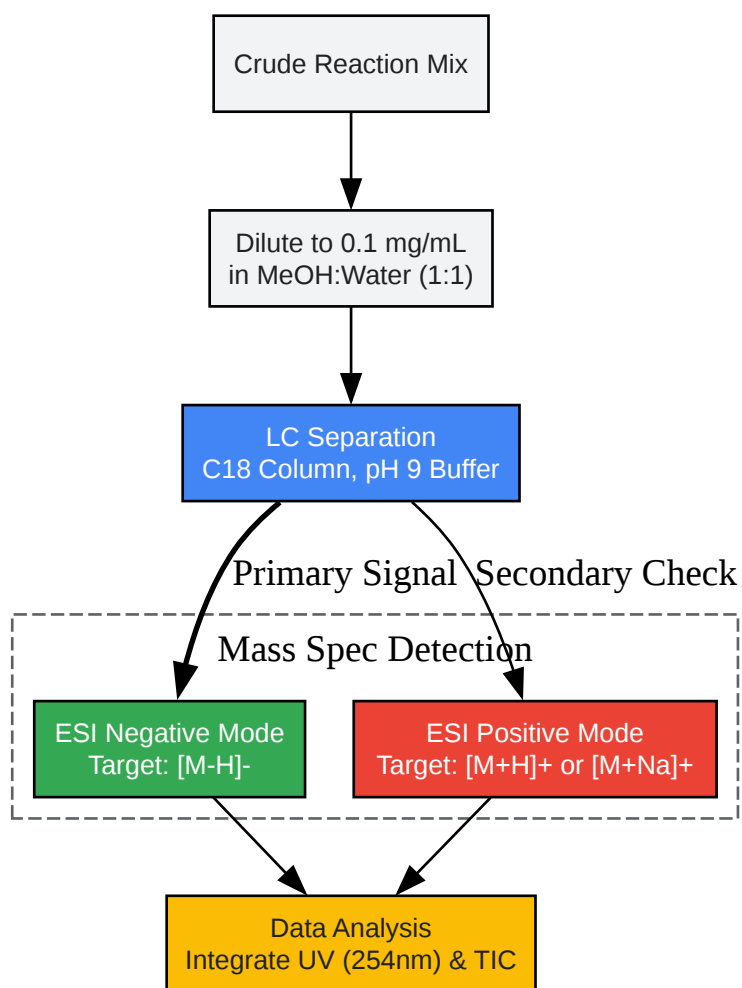 Crude Reaction Mix
Dilute to 0.1 mg/mL
in MeOH:Water (1:1)
LC Separation
C18 Column, pH 9 Buffer
Primary Signal
Secondary Check
Mass Spec Detection
ESI Negative Mode
Target: [M-H]-
ESI Positive Mode
Target: [M+H]+ or [M+Na]+
Data Analysis
Integrate UV (254nm) & TIC